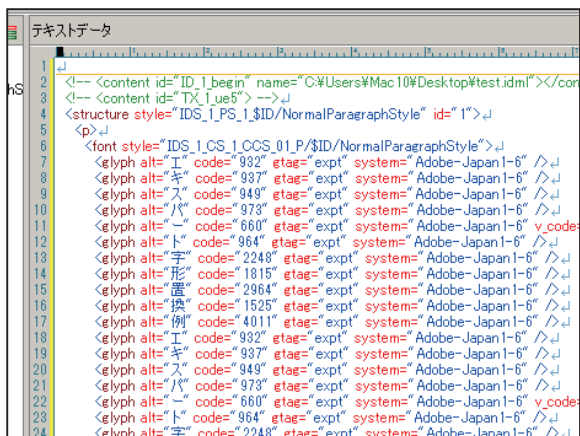 テキストデータ
1
2 <!-- <content id="ID_1_begin" name="C:¥Users¥Mac10¥Desktop¥test.idml"></con
hS
3 <!-- <content id="TX_1_ue5"> -->
4 <structure style="IDS_1_PS_1_$ID/NormalParagraphStyle" id="1">
5 <p>
6 <font style="IDS_1_CS_1_CCS_01_P/$ID/NormalParagraphStyle">
7 <glyph alt="エ" code="932" gtag="expt" system="Adobe-Japan1-6" />
8 <glyph alt="キ" code="937" gtag="expt" system="Adobe-Japan1-6" />
9 <glyph alt="ス" code="949" gtag="expt" system="Adobe-Japan1-6" />
10 <glyph alt="パ" code="973" gtag="expt" system="Adobe-Japan1-6" />
11 <glyph alt="ー" code="660" gtag="expt" system="Adobe-Japan1-6" v_code=
12 <glyph alt="ト" code="964" gtag="expt" system="Adobe-Japan1-6" />
13 <glyph alt="字" code="2248" gtag="expt" system="Adobe-Japan1-6" />
14 <glyph alt="形" code="1815" gtag="expt" system="Adobe-Japan1-6" />
15 <glyph alt="置" code="2964" gtag="expt" system="Adobe-Japan1-6" />
16 <glyph alt="換" code="1525" gtag="expt" system="Adobe-Japan1-6" />
17 <glyph alt="例" code="4011" gtag="expt" system="Adobe-Japan1-6" />
18 <glyph alt="エ" code="932" gtag="expt" system="Adobe-Japan1-6" />
19 <glyph alt="キ" code="937" gtag="expt" system="Adobe-Japan1-6" />
20 <glyph alt="ス" code="949" gtag="expt" system="Adobe-Japan1-6" />
21 <glyph alt="パ" code="973" gtag="expt" system="Adobe-Japan1-6" />
22 <glyph alt="ー" code="660" gtag="expt" system="Adobe-Japan1-6" v_code=
23 <glyph alt="ト" code="964" gtag="expt" system="Adobe-Japan1-6" />
24 <glyph alt="字" code="2248" gtag="expt" system="Adobe-Japan1-6" />